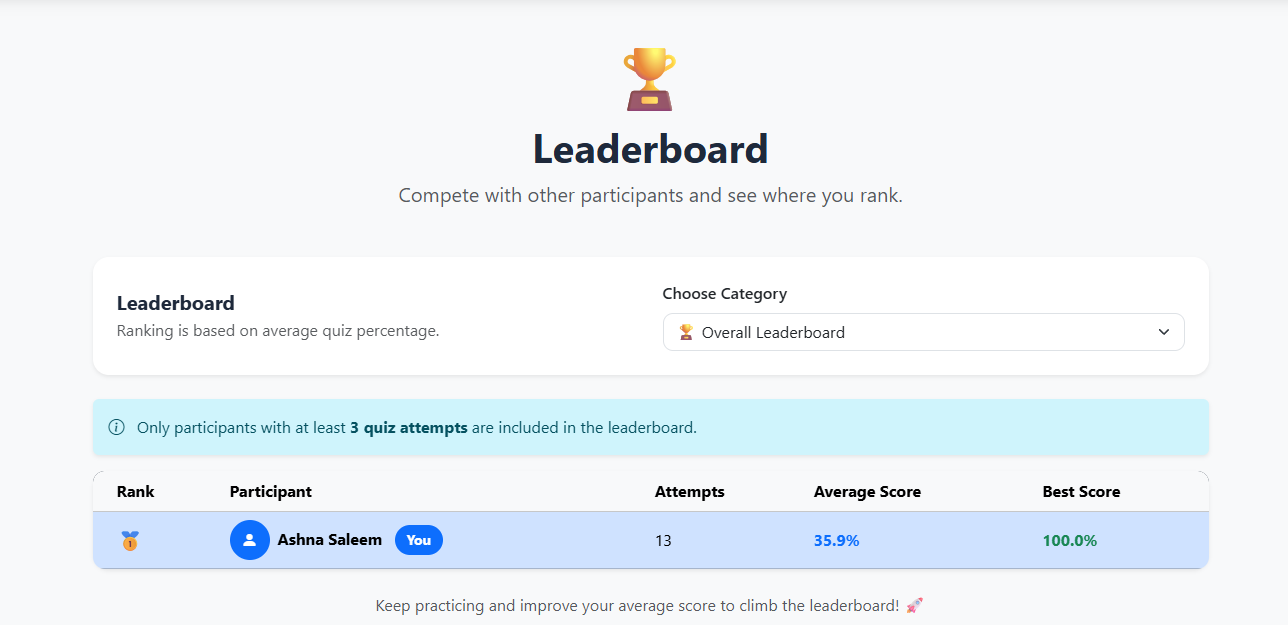 Leaderboard
Compete with other participants and see where you rank.
Leaderboard
Ranking is based on average quiz percentage.
Choose Category
🏆 Overall Leaderboard
Only participants with at least 3 quiz attempts are included in the leaderboard.
Rank Participant Attempts Average Score Best Score
🥇 Ashna Saleem You 13 35.9% 100.0%
Keep practicing and improve your average score to climb the leaderboard! 🚀